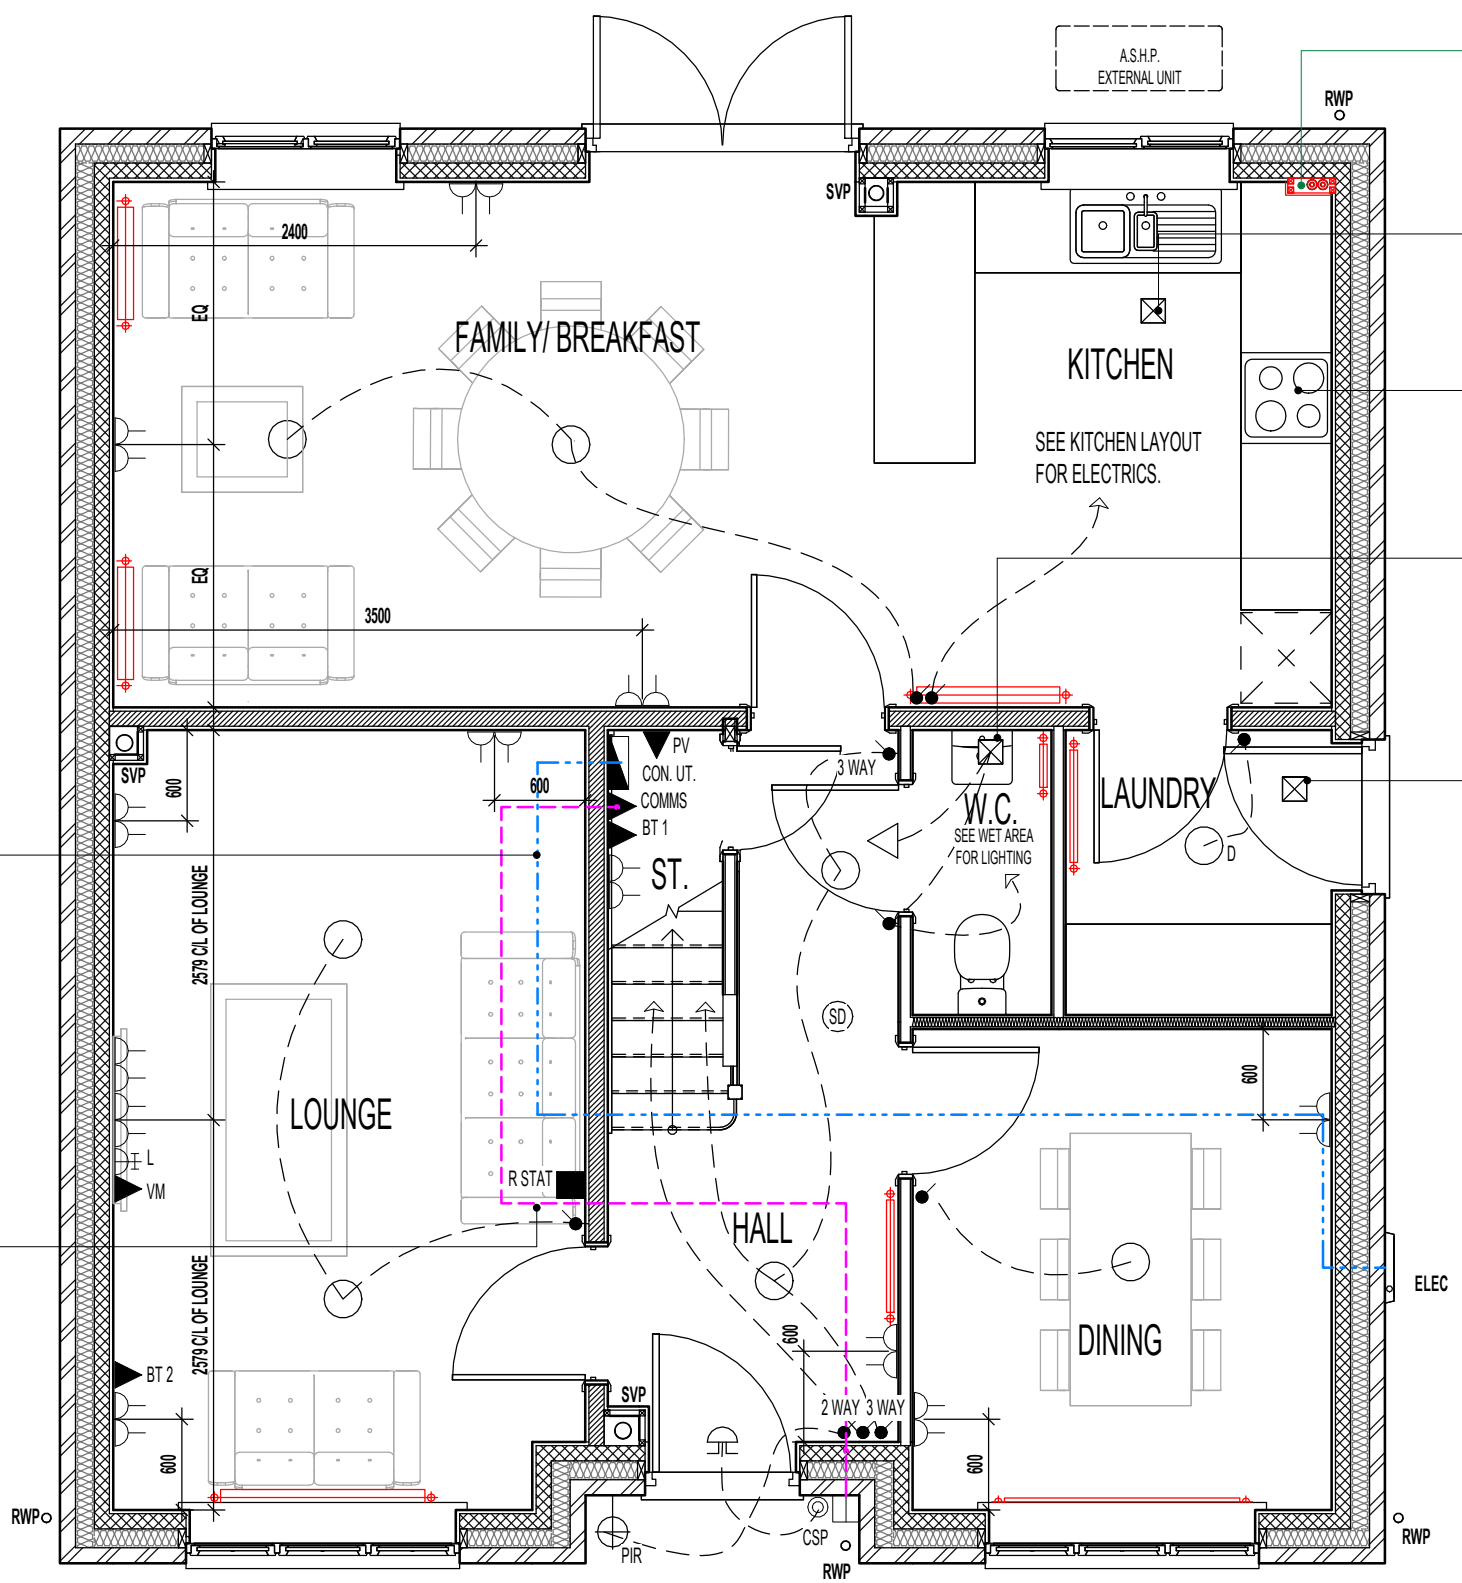 A.S.H.P.
EXTERNAL UNIT
RWP
SVP
2400
EQ
FAMILY/ BREAKFAST
KITCHEN
SEE KITCHEN LAYOUT
FOR ELECTRICS.
EQ
3500
SVP
600
600
PV
CON. UT.
COMMS
BT 1
ST.
3 WAY
W.C.
SEE WET AREA
FOR LIGHTING
LAUNDRY
D
2579 C/L OF LOUNGE
SD
600
LOUNGE
L
VM
R STAT
HALL
DINING
ELEC
2579 C/L OF LOUNGE
BT 2
600
SVP
2 WAY
3 WAY
600
600
RWP
PIR
CSP
RWP
RWP